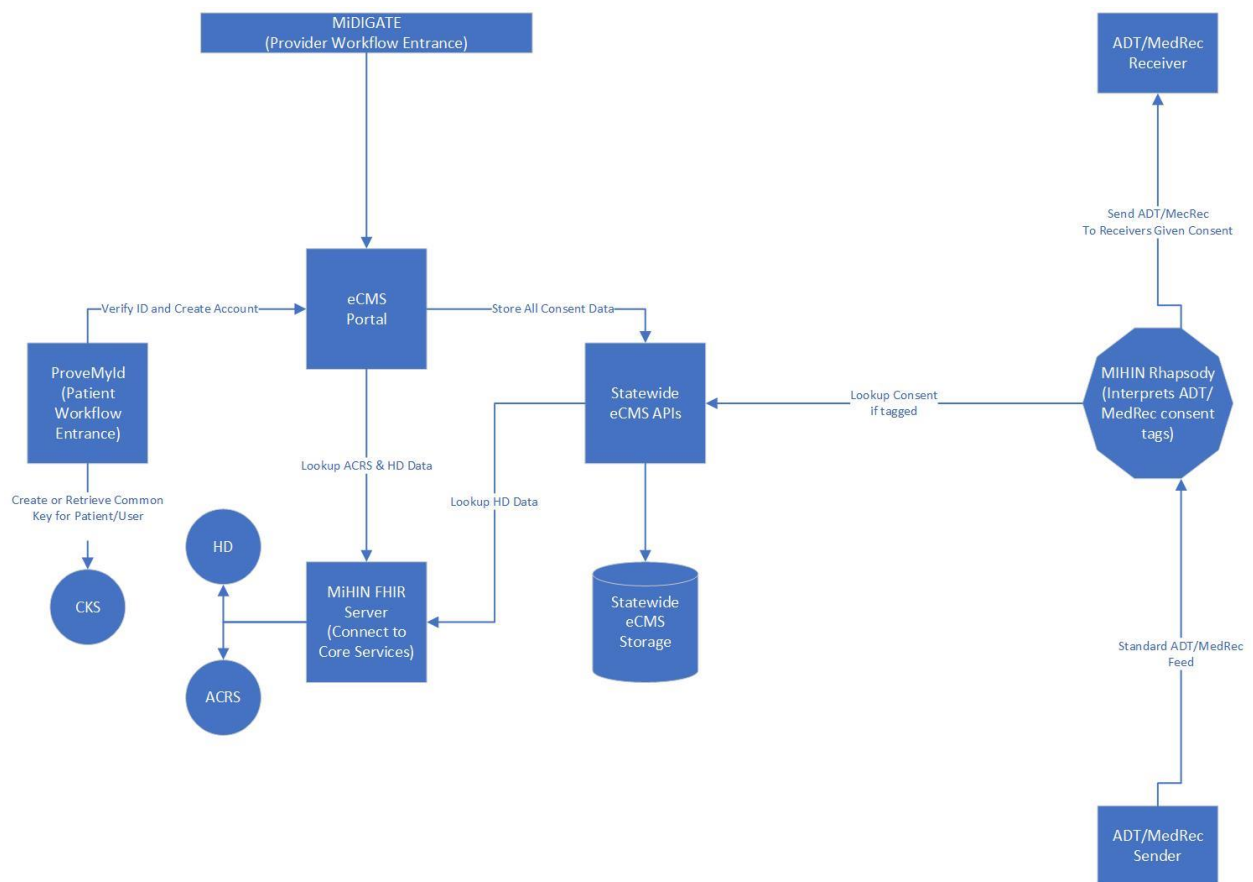 MiDIGATE
(Provider Workflow Entrance)
ADT/MedRec
Receiver
Send ADT/MecRec
To Receivers Given Consent
Verify ID and Create Account
eCMS
Portal
Store All Consent Data
ProveMyId
(Patient
Workflow
Entrance)
Statewide
eCMS APIs
Lookup Consent
if tagged
MIHIN Rhapsody
(Interprets ADT/
MedRec consent
tags)
Lookup ACRS & HD Data
Create or Retrieve Common
Key for Patient/User
Lookup HD Data
HD
CKS
MiHIN FHIR
Server
(Connect to
Core Services)
Statewide
eCMS
Storage
Standard ADT/MedRec
Feed
ACRS
ADT/MedRec
Sender